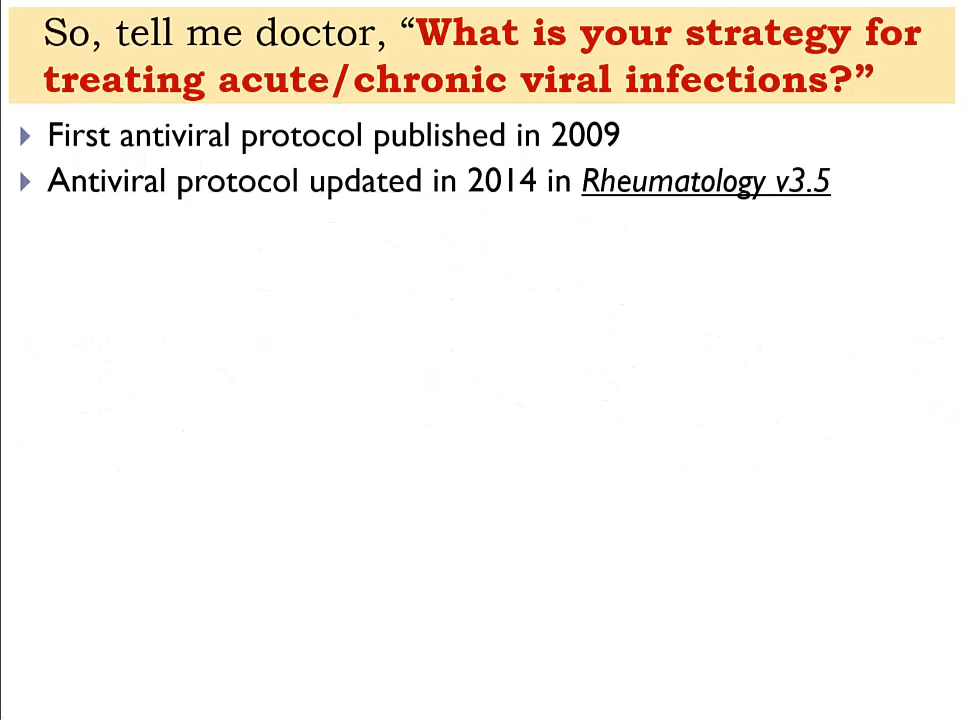 So, tell me doctor, “What is your strategy for
treating acute/chronic viral infections?”
First antiviral protocol published in 2009
Antiviral protocol updated in 2014 in Rheumatology v3.5